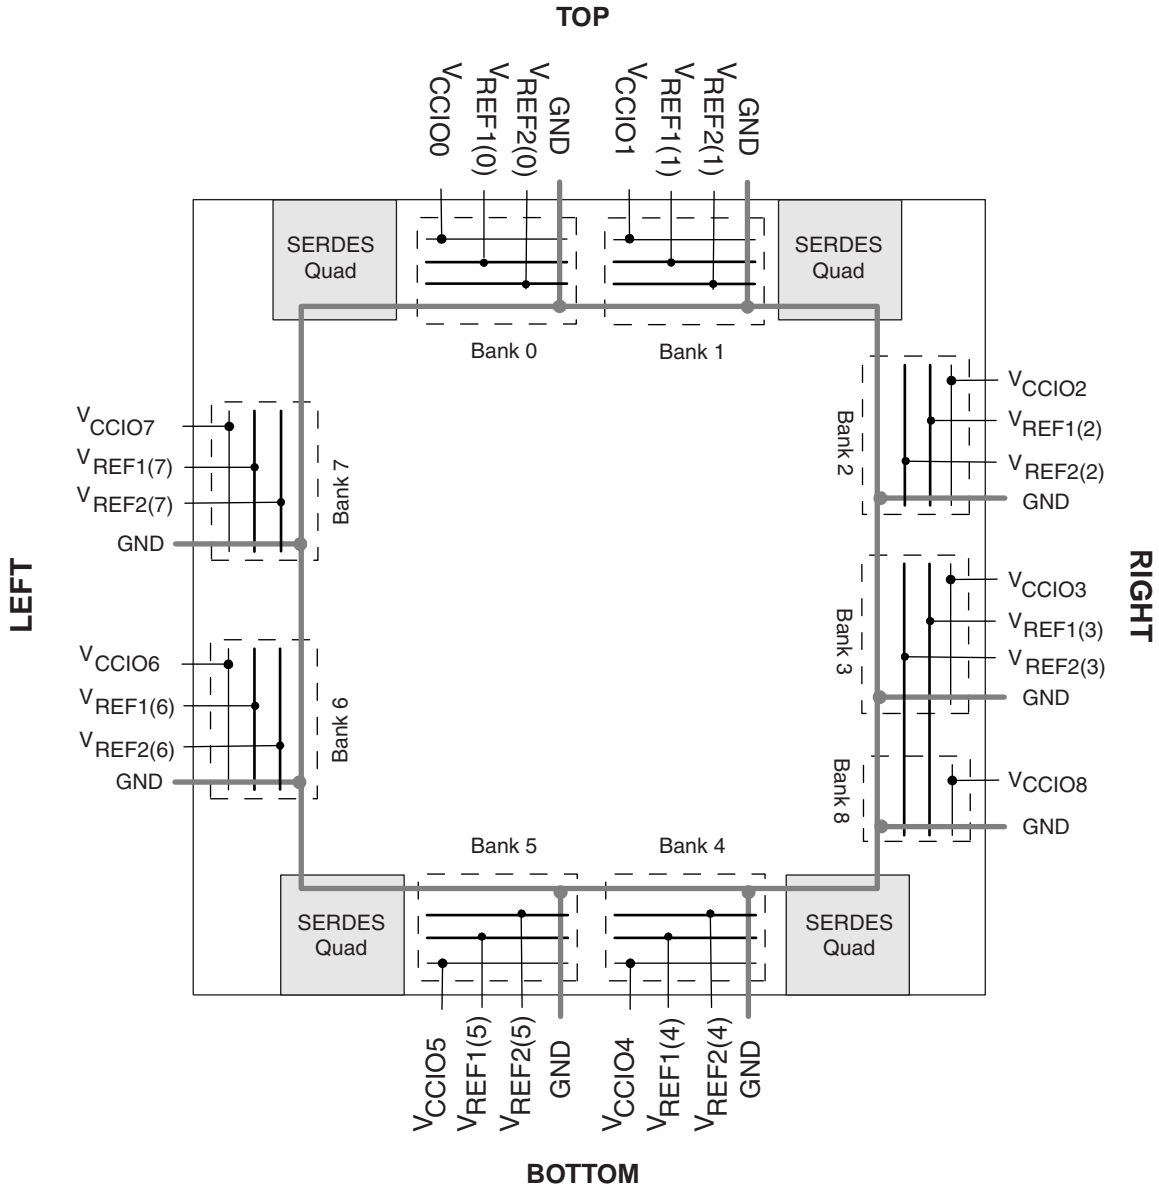 TOP
VCCIO0
VREF1(0)
VREF2(0)
GND
VCCIO1
VREF1(1)
VREF2(1)
GND
SERDES
Quad
SERDES
Quad
Bank 0
Bank 1
VCCIO7
VREF1(7)
VREF2(7)
GND
Bank 7
Bank 2
VCCIO2
VREF1(2)
VREF2(2)
GND
LEFT
RIGHT
VCCIO6
VREF1(6)
VREF2(6)
GND
Bank 6
Bank 3
VCCIO3
VREF1(3)
VREF2(3)
GND
Bank 8
VCCIO8
GND
Bank 5
Bank 4
SERDES
Quad
SERDES
Quad
VCCIO5
VREF1(5)
VREF2(5)
GND
VCCIO4
VREF1(4)
VREF2(4)
GND
BOTTOM